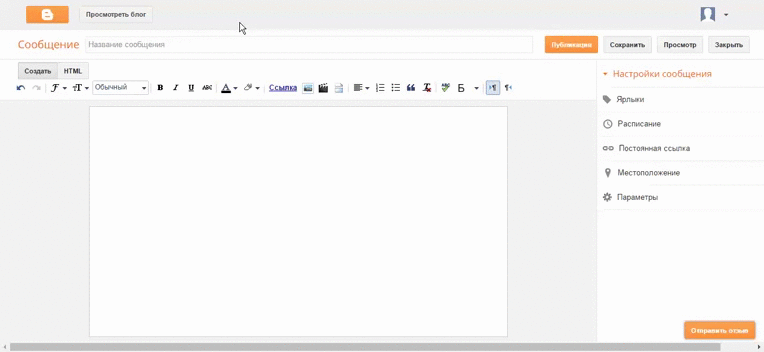 Просмотреть блог
Сообщение
Название сообщения
Публикация
Сохранить
Просмотр
Закрыть
Создать
HTML
Обычный
B I U ABC A Ссылка
Настройки сообщения
Ярлыки
Расписание
Постоянная ссылка
Местоположение
Параметры
Отправить отзыв